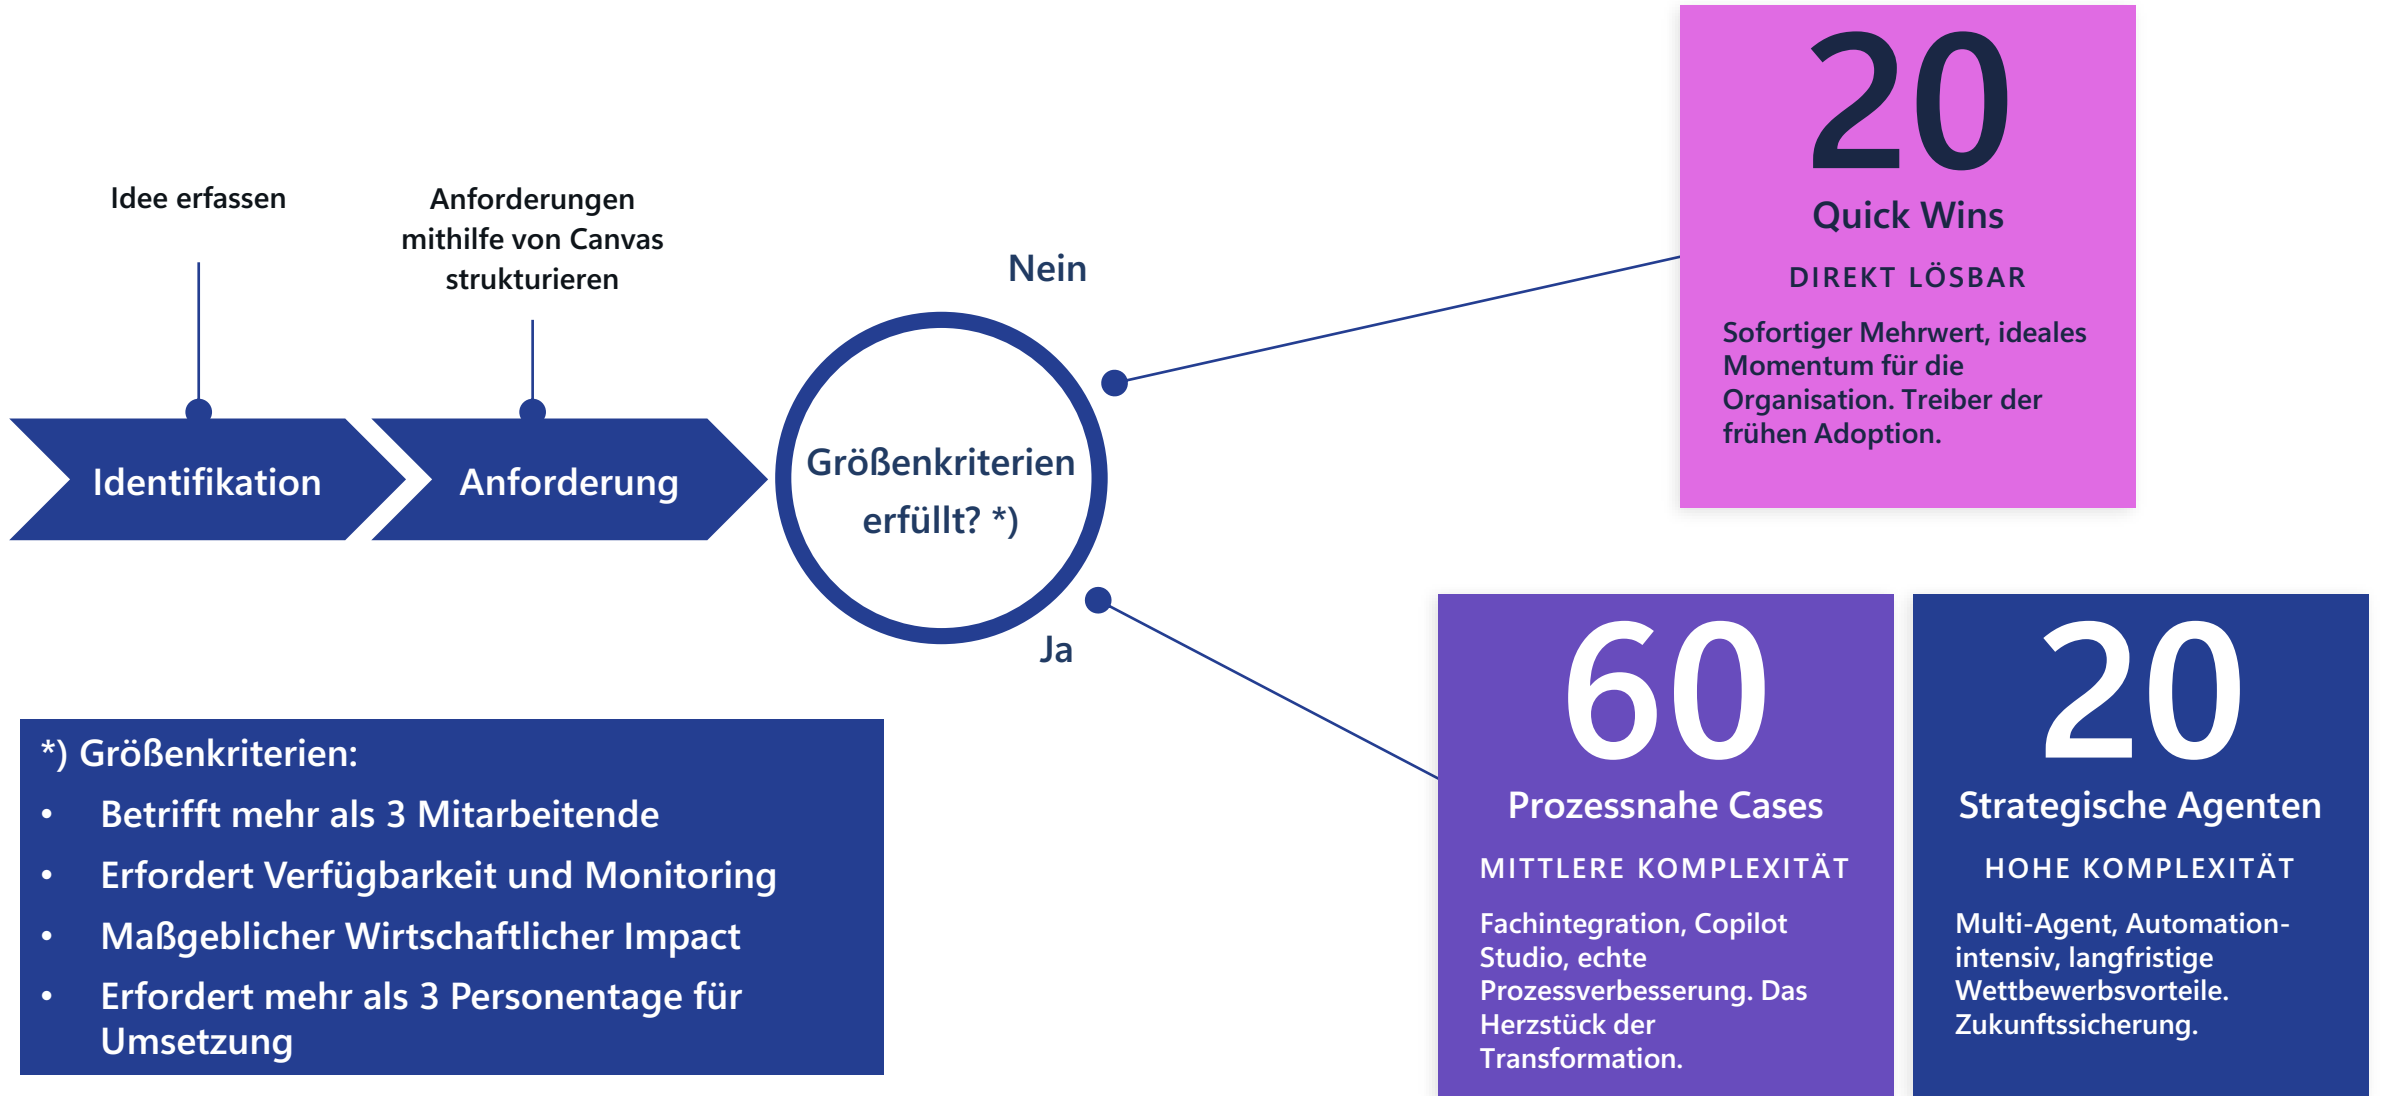 Idee erfassen
Anforderungen
mithilfe von Canvas
strukturieren
Identifikation
Anforderung
Größenkriterien
erfüllt? *)
Nein
Ja
20
Quick Wins
DIREKT LÖSBAR
Sofortiger Mehrwert, ideales
Momentum für die
Organisation. Treiber der
frühen Adoption.
*) Größenkriterien:
• Betrifft mehr als 3 Mitarbeitende
• Erfordert Verfügbarkeit und Monitoring
• Maßgeblicher Wirtschaftlicher Impact
• Erfordert mehr als 3 Personentage für
Umsetzung
60
Prozessnahe Cases
MITTLERE KOMPLEXITÄT
Fachintegration, Copilot
Studio, echte
Prozessverbesserung. Das
Herzstück der
Transformation.
20
Strategische Agenten
HOHE KOMPLEXITÄT
Multi-Agent, Automation-
intensiv, langfristige
Wettbewerbsvorteile.
Zukunftssicherung.